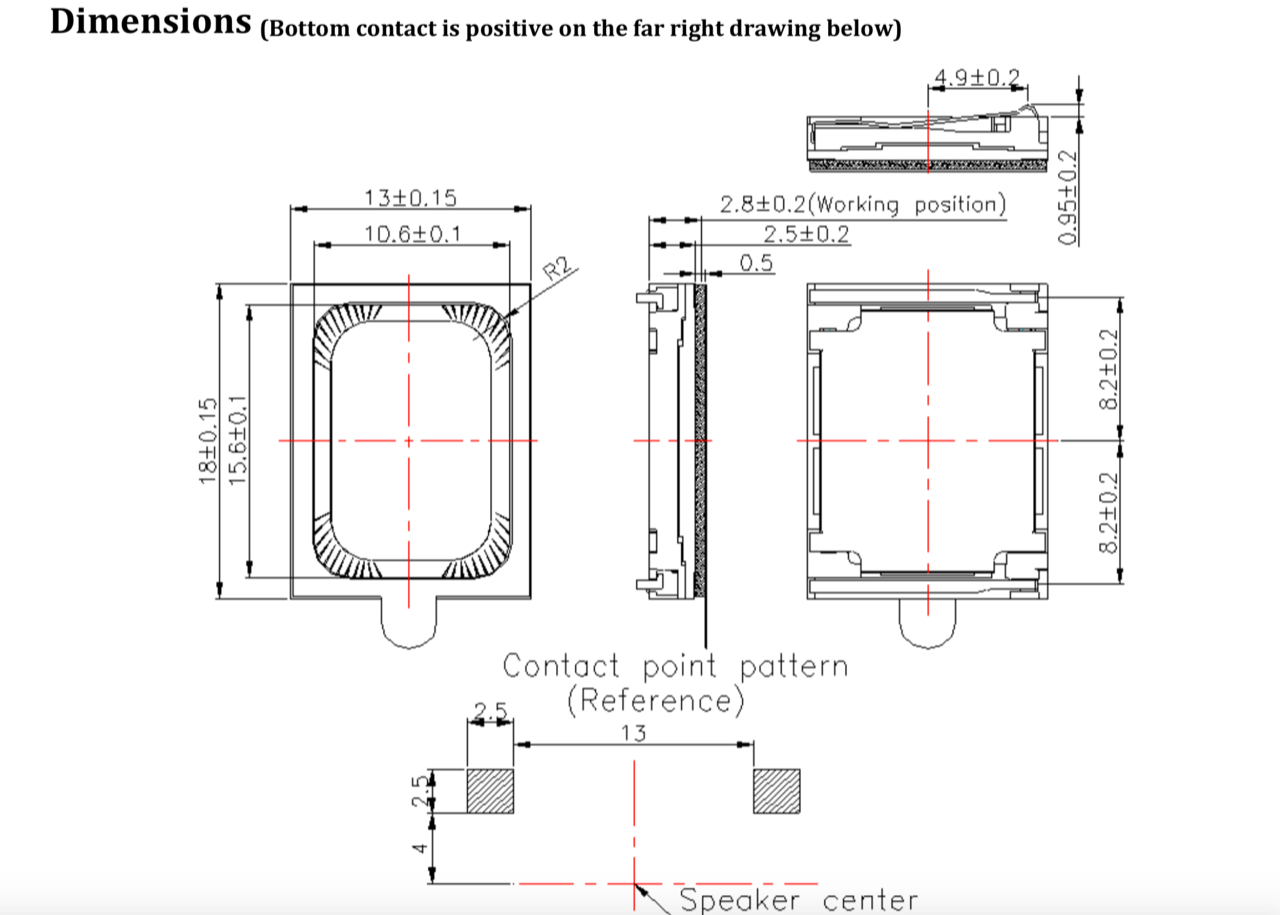 Dimensions (Bottom contact is positive on the far right drawing below)
4.9±0.2
0.95±0.2
13±0.15
10.6±0.1
R2
2.8±0.2(Working position)
2.5±0.2
0.5
18±0.15
15.6±0.1
8.2±0.2
8.2±0.2
Contact point pattern
(Reference)
2.5
13
2.5
4
Speaker center